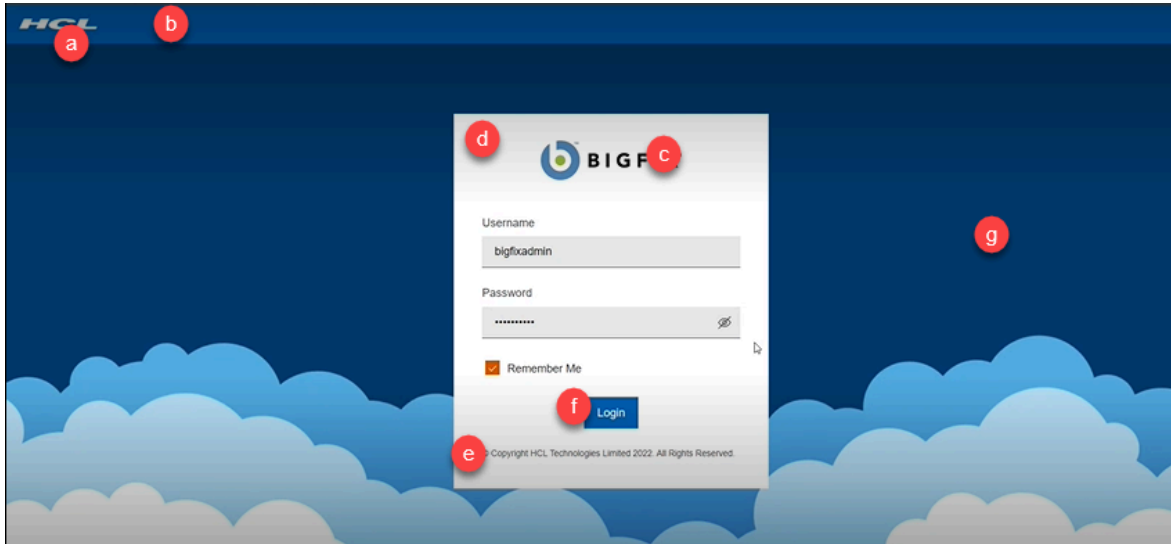 HCL
a
b
d
c
BIGF
Username
bigfixadmin
g
Password
Remember Me
f
Login
e
Copyright HCL Technologies Limited 2022. All Rights Reserved.